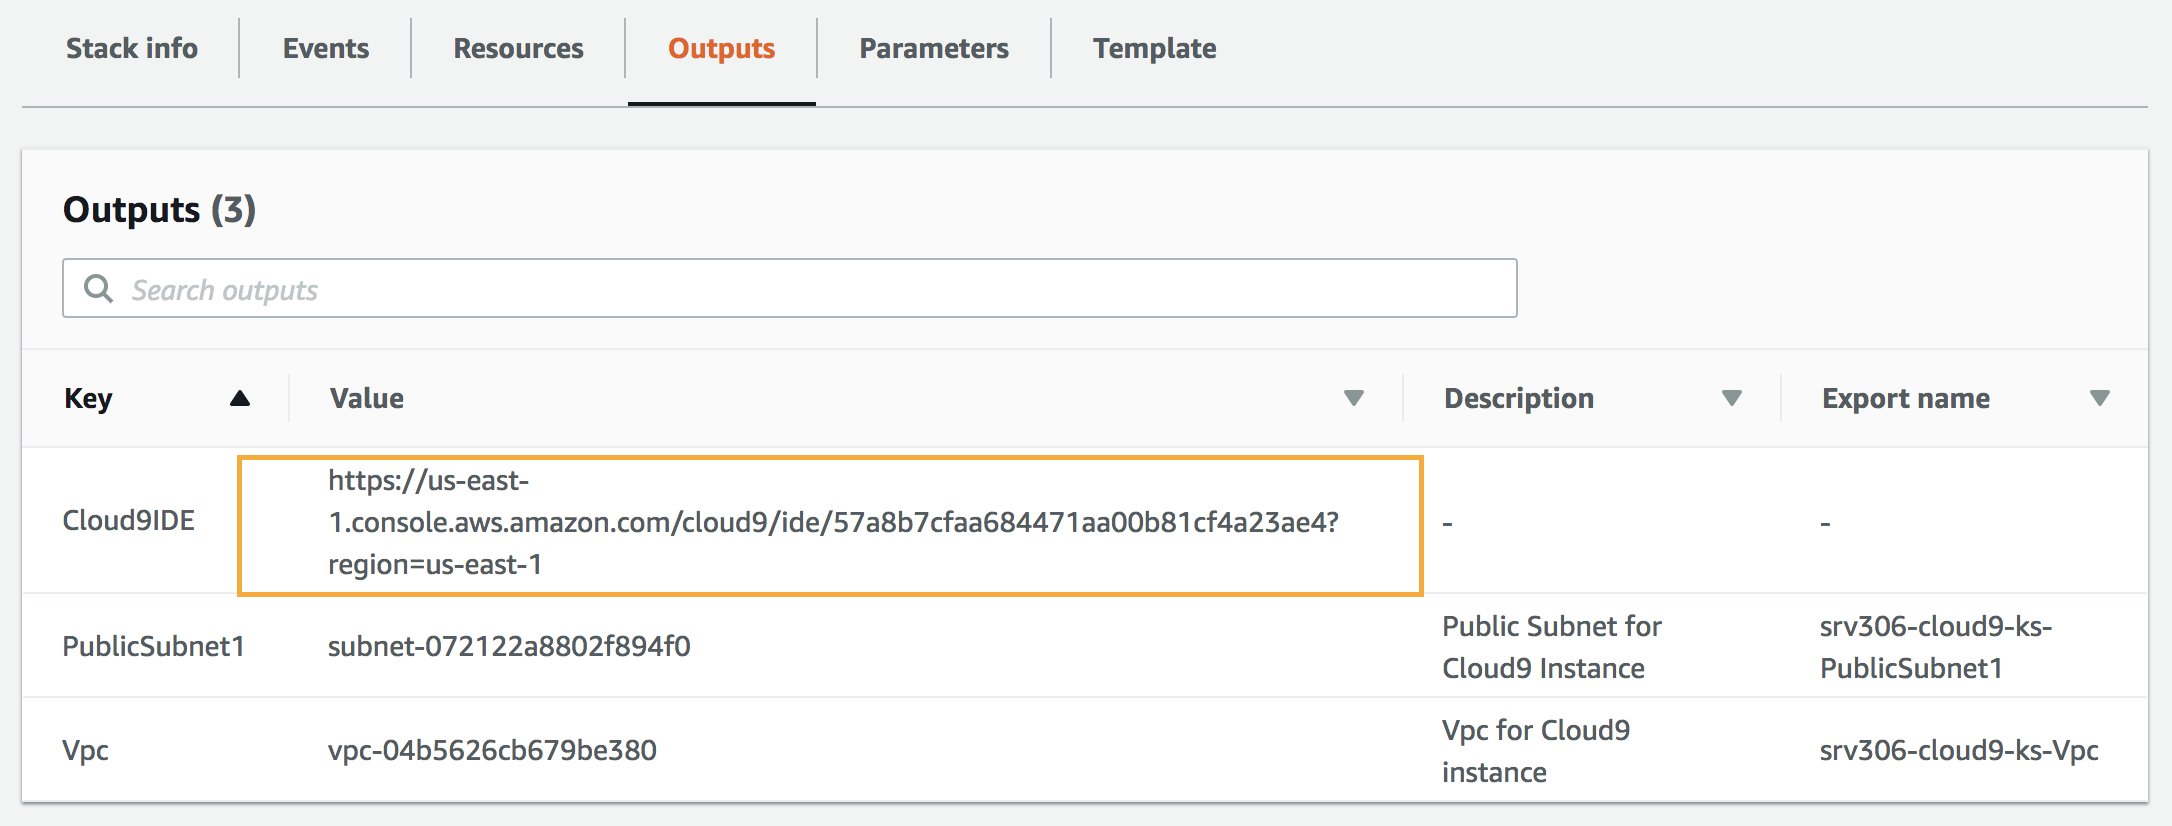 Stack info
Events
Resources
Outputs
Parameters
Template
Outputs (3)
Search outputs
Key
Value
Description
Export name
Cloud9IDE
https://us-east-
1.console.aws.amazon.com/cloud9/ide/57a8b7cfaa684471aa00b81cf4a23ae4?
region=us-east-1
-
-
PublicSubnet1
subnet-072122a8802f894f0
Public Subnet for
Cloud9 Instance
srv306-cloud9-ks-
PublicSubnet1
Vpc
vpc-04b5626cb679be380
Vpc for Cloud9
instance
srv306-cloud9-ks-Vpc